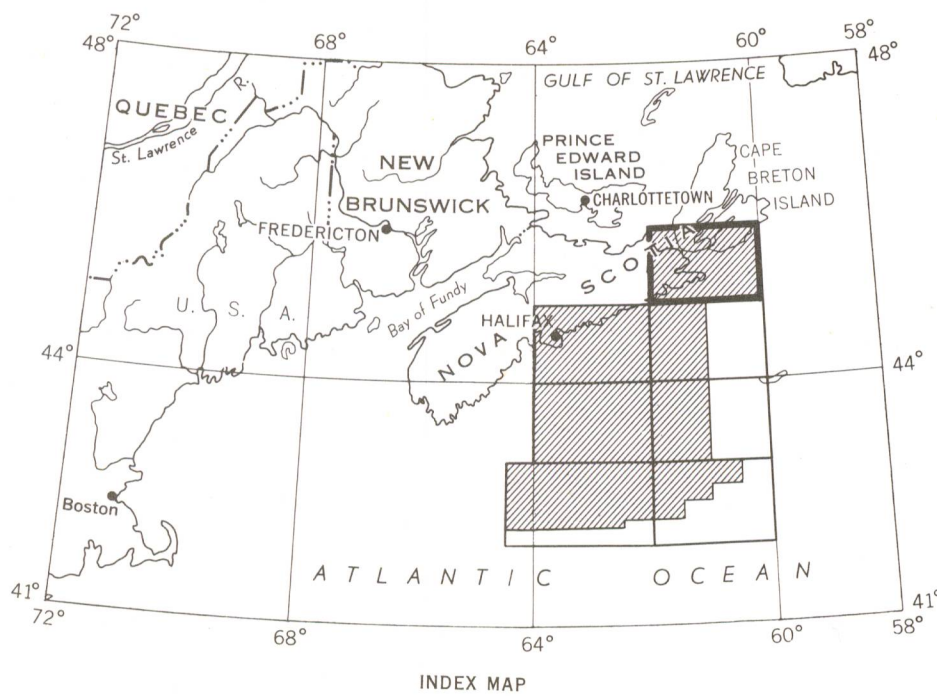 72°
48°
68°
64°
60°
58°
48°
GULF OF ST. LAWRENCE
QUEBEC
R.
St. Lawrence
NEW
BRUNSWICK
PRINCE
EDWARD
ISLAND
CHARLOTTETOWN
CAPE
BRETON
ISLAND
FREDERICTON
NOVA SCOTIA
U. S. A.
Bay of Fundy
HALIFAX
44°
44°
Boston
ATLANTIC OCEAN
41°
72°
68°
64°
60°
41°
58°
INDEX MAP